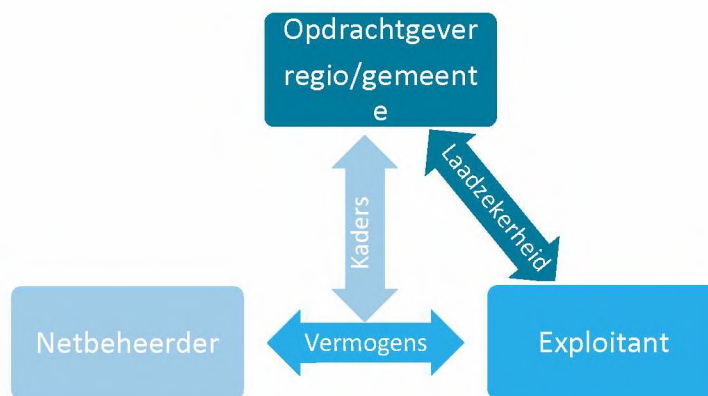 Opdrachtgever
regio/gemeent
e
Laadzekerheid
Kaders
Netbeheerder
Vermogens
Exploitant